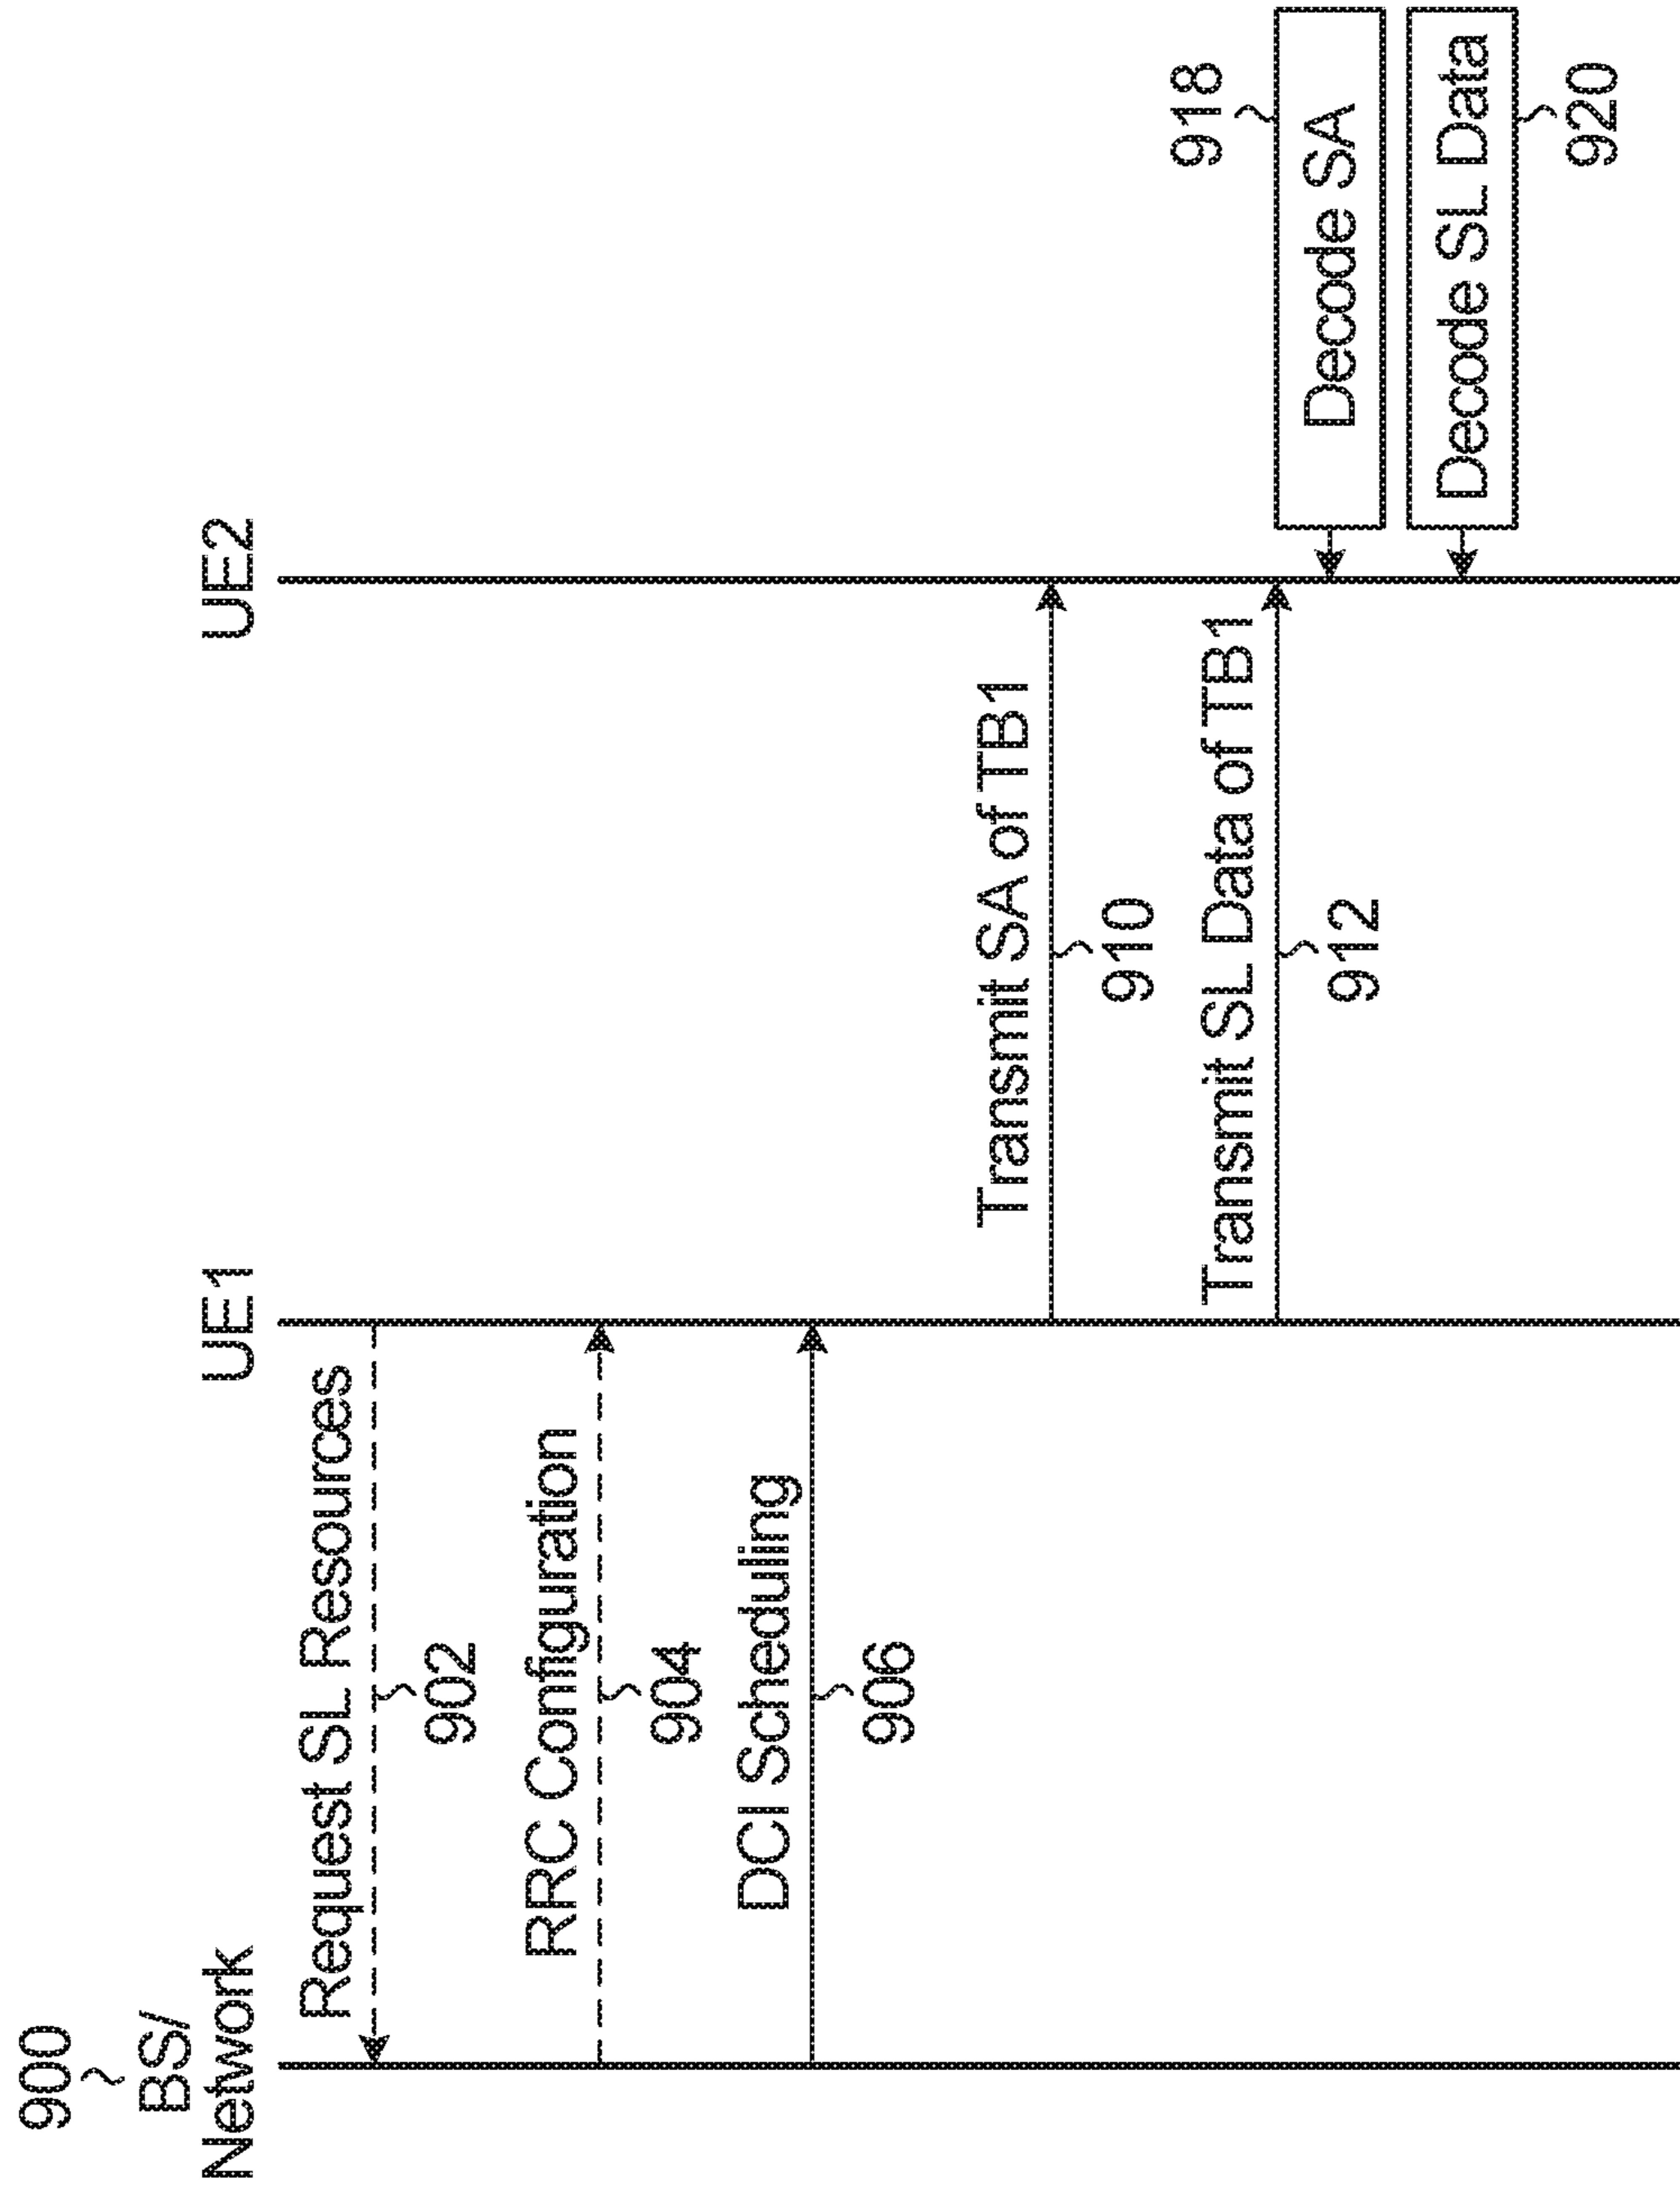 900
BS/
Network
UE1
UE2
Request SL Resources
902
RRC Configuration
904
DCI Scheduling
906
Transmit SA of TB1
910
Transmit SL Data of TB1
912
918
Decode SA
Decode SL Data
920